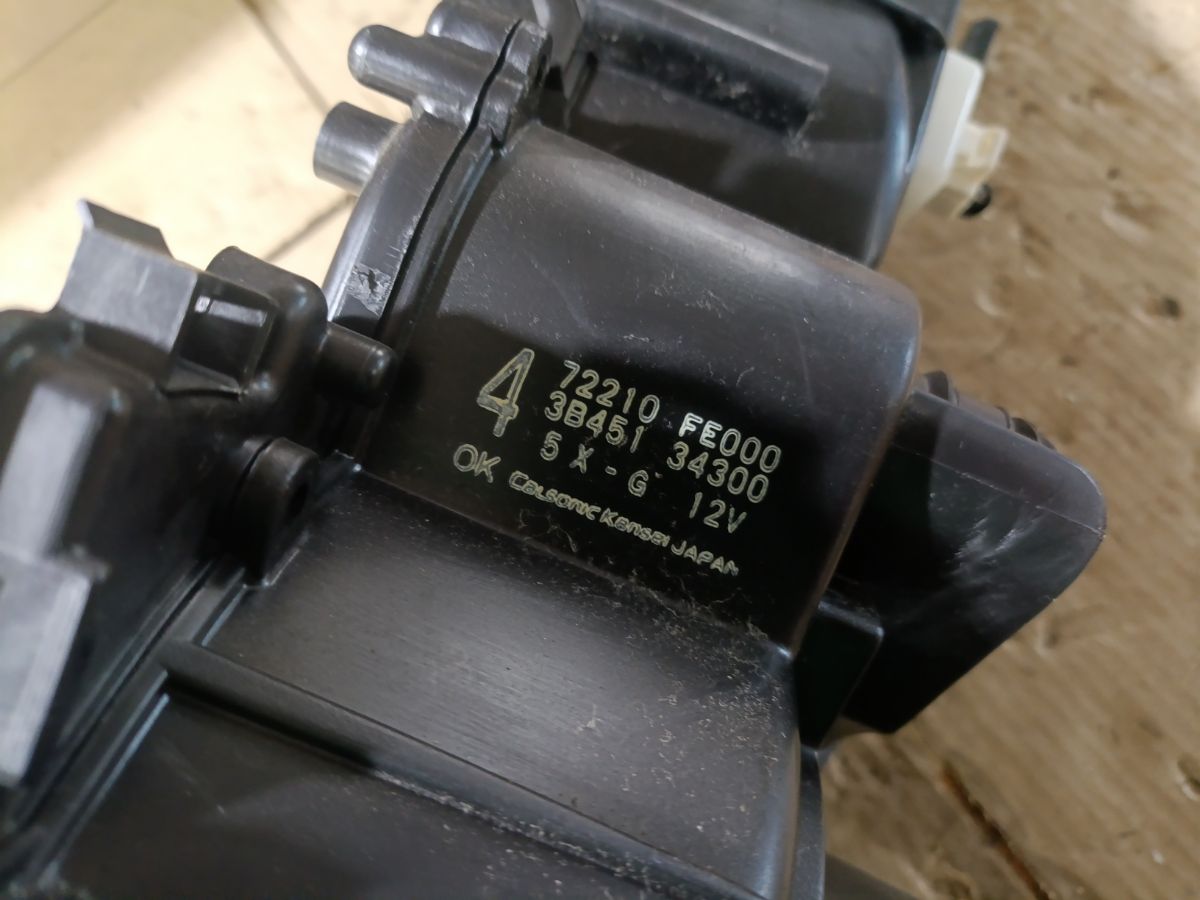 4
72210 FE000
3B451 34300
5 X - G 12V
OK Calsonic Kansei JAPAN